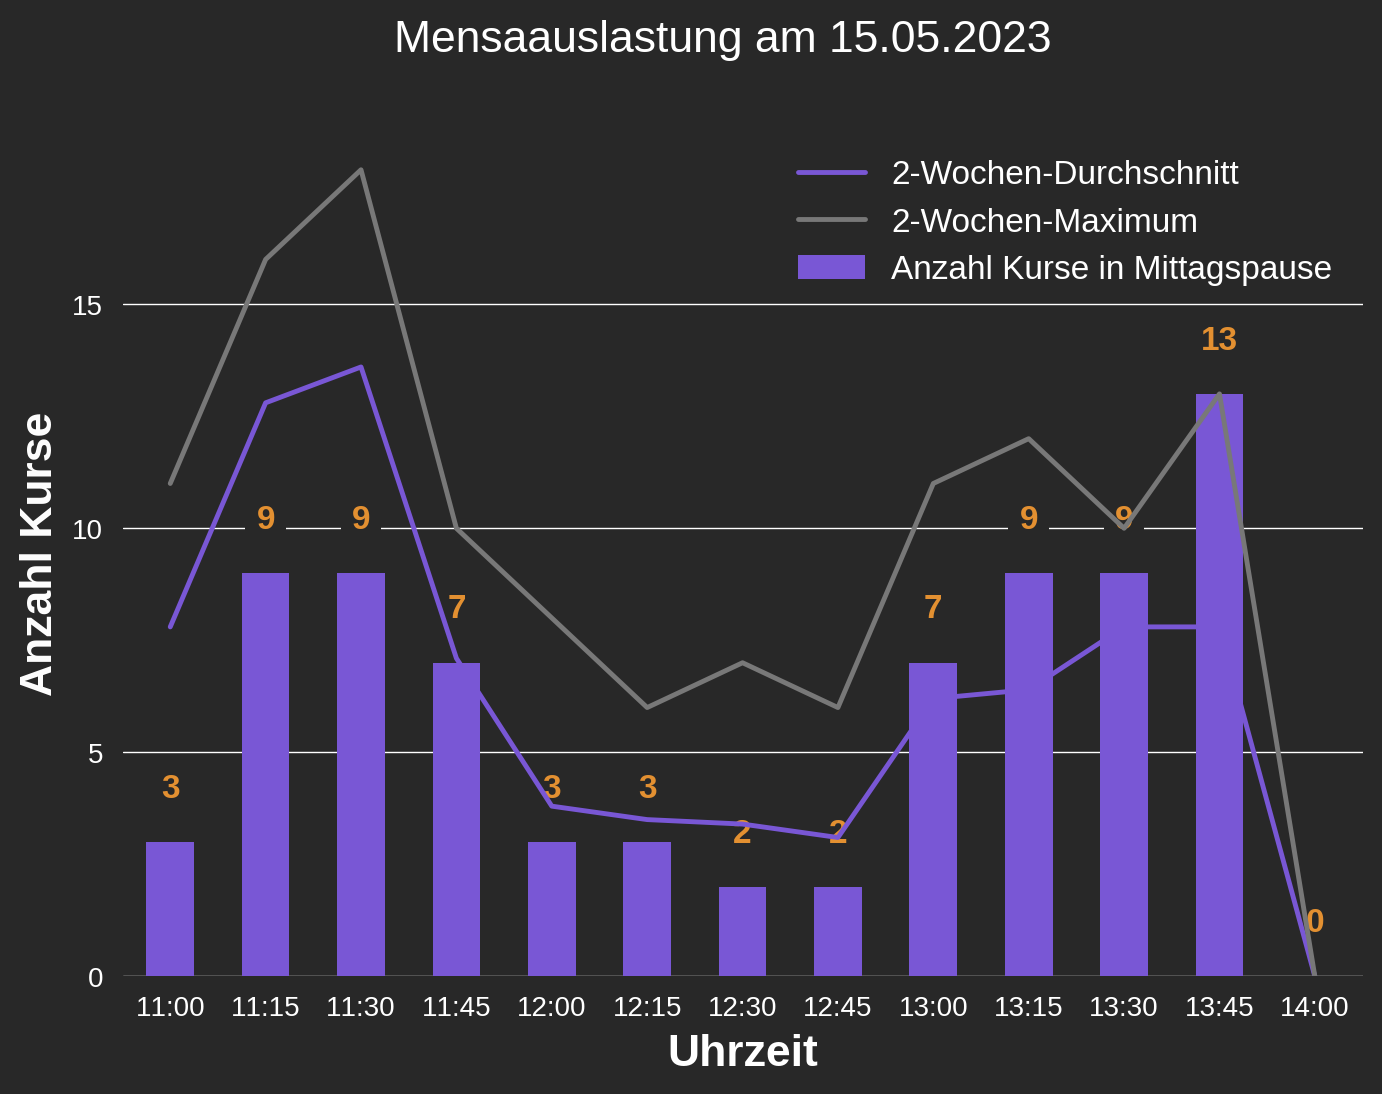 Mensaauslastung am 15.05.2023
2-Wochen-Durchschnitt
2-Wochen-Maximum
Anzahl Kurse in Mittagspause
Anzahl Kurse
15
10
5
0
3
9
9
7
3
3
2
2
7
9
9
13
0
11:00 11:15 11:30 11:45 12:00 12:15 12:30 12:45 13:00 13:15 13:30 13:45 14:00
Uhrzeit